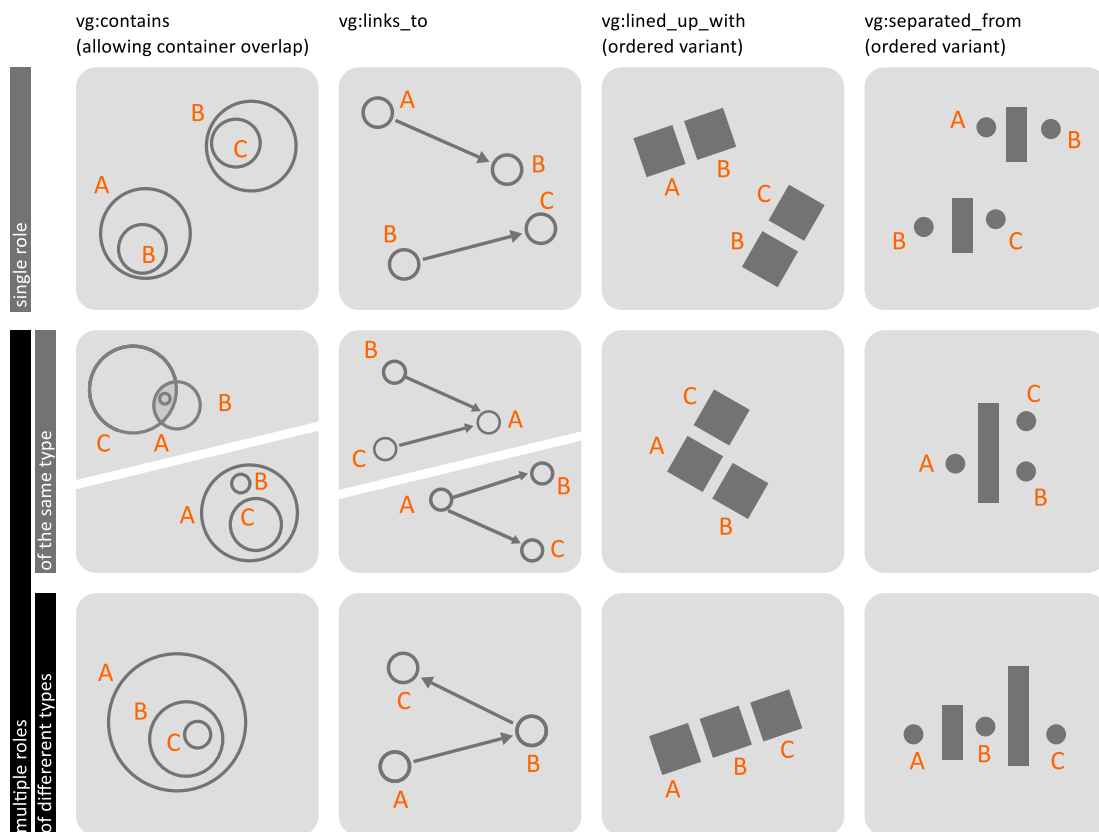 vg:contains
(allowing container overlap)
vg:links_to
vg:lined_up_with
(ordered variant)
vg:separated_from
(ordered variant)
single role
B
C
A
B
A
B
C
B
A
B
C
B
A
B
B
C
multiple roles
of the same type
B
C
A
B
A
C
B
A
C
A
B
C
C
A
B
C
A
B
of differerent types
A
B
C
C
B
A
A
B
C
A
B
C